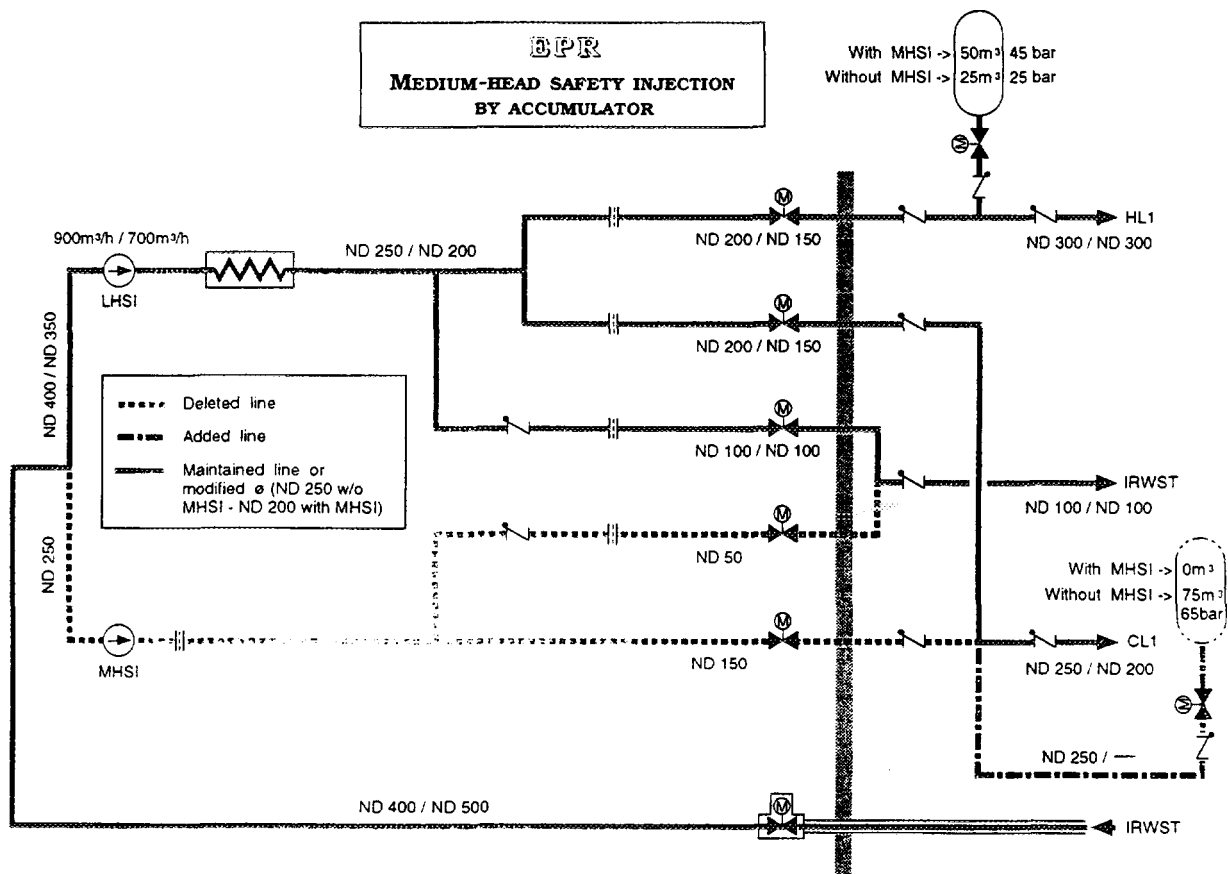 EPR
MEDIUM-HEAD SAFETY INJECTION
BY ACCUMULATOR
With MHSI -> 50m³ 45 bar
Without MHSI -> 25m³ 25 bar
M
M
HL1
ND 200 / ND 150
ND 300 / ND 300
900m³/h / 700m³/h
ND 250 / ND 200
LHSI
M
ND 200 / ND 150
ND 400 / ND 350
Deleted line
Added line
Maintained line or
modified ø (ND 250 w/o
MHSI - ND 200 with MHSI)
M
ND 100 / ND 100
IRWST
ND 100 / ND 100
M
ND 50
ND 250
With MHSI -> 0m³
Without MHSI -> 75m³
65bar
M
MHSI
ND 150
CL1
ND 250 / ND 200
M
ND 250 / —
ND 400 / ND 500
M
IRWST